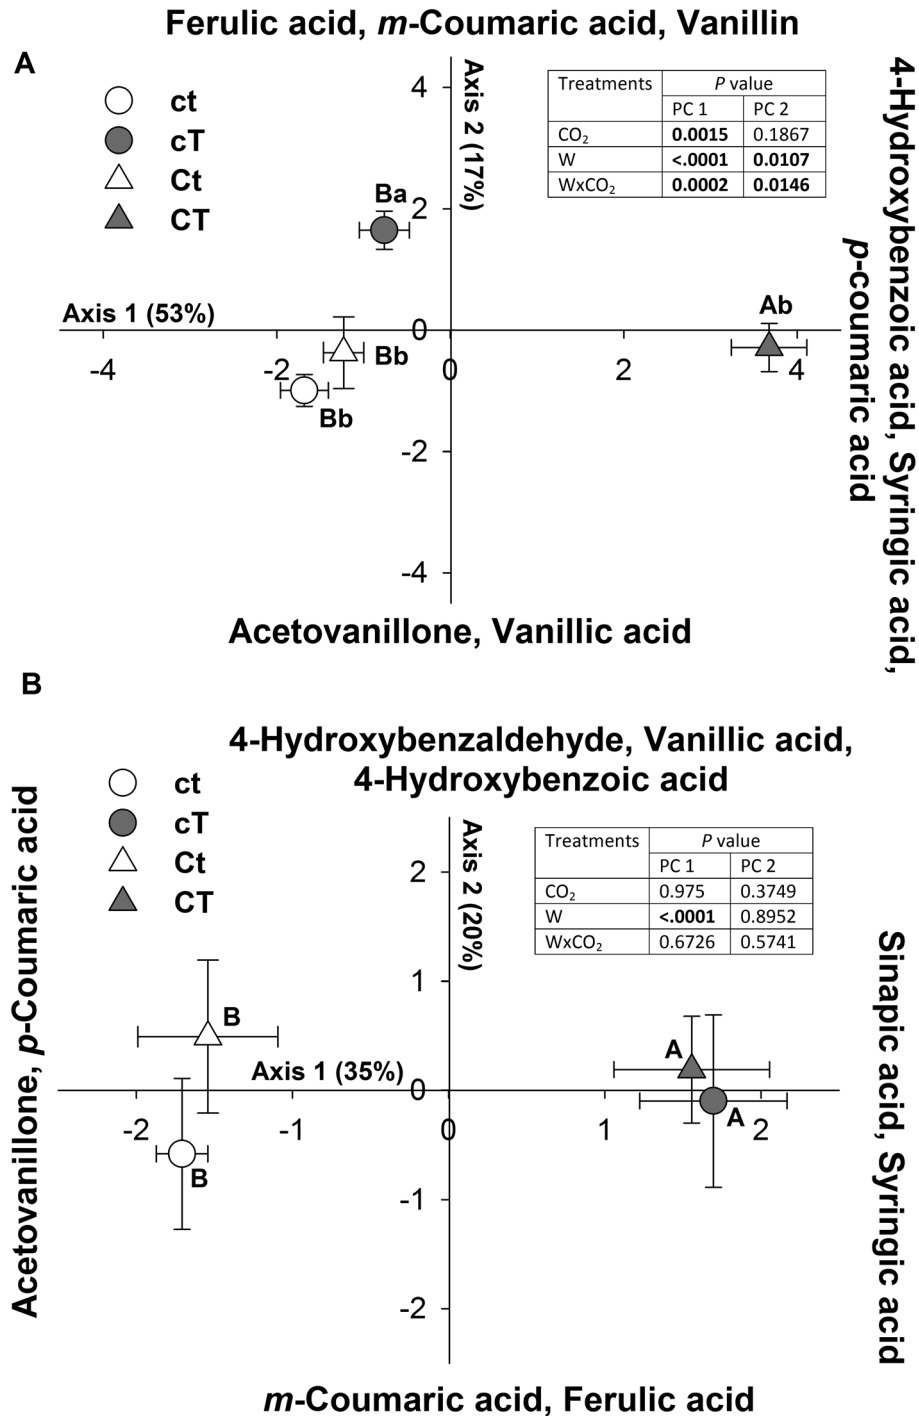 Ferulic acid, m-Coumaric acid, Vanillin
A
ct
cT
Ct
CT
Axis 2 (17%)
Treatments P value
PC 1 PC 2
CO₂ 0.0015 0.1867
W <.0001 0.0107
WxCO₂ 0.0002 0.0146
4-Hydroxybenzoic acid, Syringic acid,
p-coumaric acid
4
2
0
-2
-4
Ba
Axis 1 (53%)
Ab
Bb
Bb
-4 -2 0 2 4
Acetovanillone, Vanillic acid
B
4-Hydroxybenzaldehyde, Vanillic acid,
4-Hydroxybenzoic acid
ct
cT
Ct
CT
Acetovanillone, p-Coumaric acid
Axis 2 (20%)
Treatments P value
PC 1 PC 2
CO₂ 0.975 0.3749
W <.0001 0.8952
WxCO₂ 0.6726 0.5741
Sinapic acid, Syringic acid
2
1
0
-1
-2
B
A
Axis 1 (35%)
A
B
-2 -1 0 1 2
m-Coumaric acid, Ferulic acid